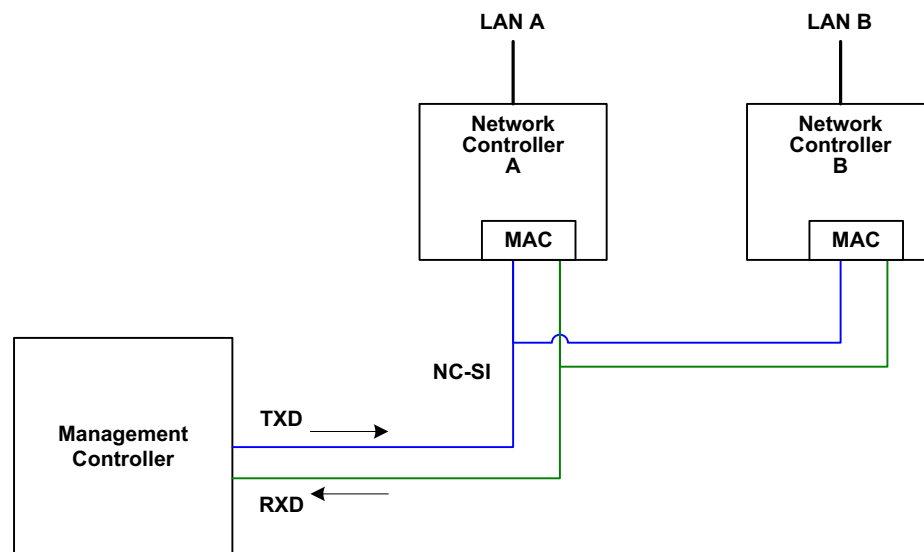 LAN A
LAN B
Network
Controller
A
Network
Controller
B
MAC
MAC
NC-SI
TXD
Management
Controller
RXD